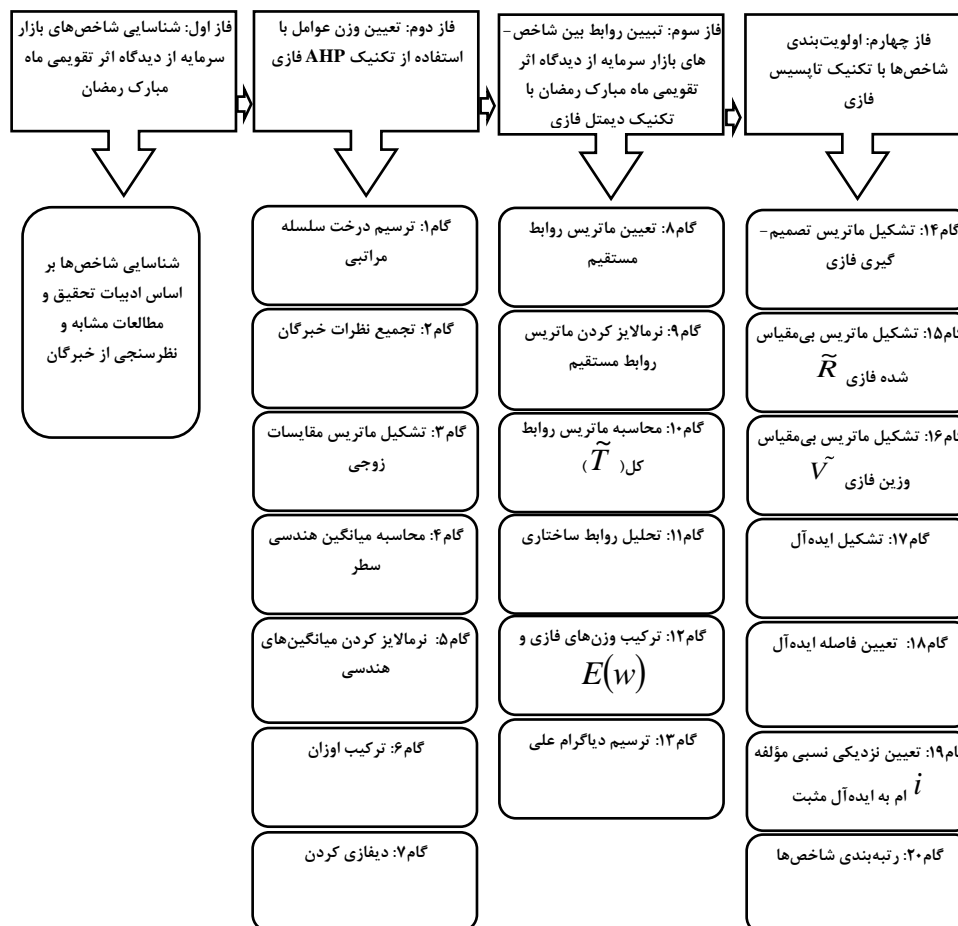 فاز اول: شناسایی شاخص‌های بازار
سرمایه از دیدگاه اثر تقویمی ماه
مبارک رمضان
شناسایی شاخص‌ها بر
اساس ادبیات تحقیق و
مطالعات مشابه و
نظرسنجی از خبرگان
فاز دوم: تعیین وزن عوامل با
استفاده از تکنیک AHP فازی
گام۱: ترسیم درخت سلسله
مراتبی
گام۲: تجمیع نظرات خبرگان
گام۳: تشکیل ماتریس مقایسات
زوجی
گام۴: محاسبه میانگین هندسی
سطر
گام۵: نرمالایز کردن میانگین‌های
هندسی
گام۶: ترکیب اوزان
گام۷: دیفازی کردن
فاز سوم: تبیین روابط بین شاخص–
های بازار سرمایه از دیدگاه اثر
تقویمی ماه مبارک رمضان با
تکنیک دیمتل فازی
گام۸: تعیین ماتریس روابط
مستقیم
گام۹: نرمالایز کردن ماتریس
روابط مستقیم
گام۱۰: محاسبه ماتریس روابط
کل( T̃ )
گام۱۱: تحلیل روابط ساختاری
گام۱۲: ترکیب وزن‌های فازی و
E(w)
گام۱۳: ترسیم دیاگرام علی
فاز چهارم: اولویت‌بندی
شاخص‌ها با تکنیک تاپسیس
فازی
گام۱۴: تشکیل ماتریس تصمیم–
گیری فازی
گام۱۵: تشکیل ماتریس بی‌مقیاس
شده فازی R̃
گام۱۶: تشکیل ماتریس بی‌مقیاس
وزین فازی Ṽ
گام۱۷: تشکیل ایده‌آل
گام۱۸: تعیین فاصله ایده‌آل
گام۱۹: تعیین نزدیکی نسبی مؤلفه
i ام به ایده‌آل مثبت
گام۲۰: رتبه‌بندی شاخص‌ها